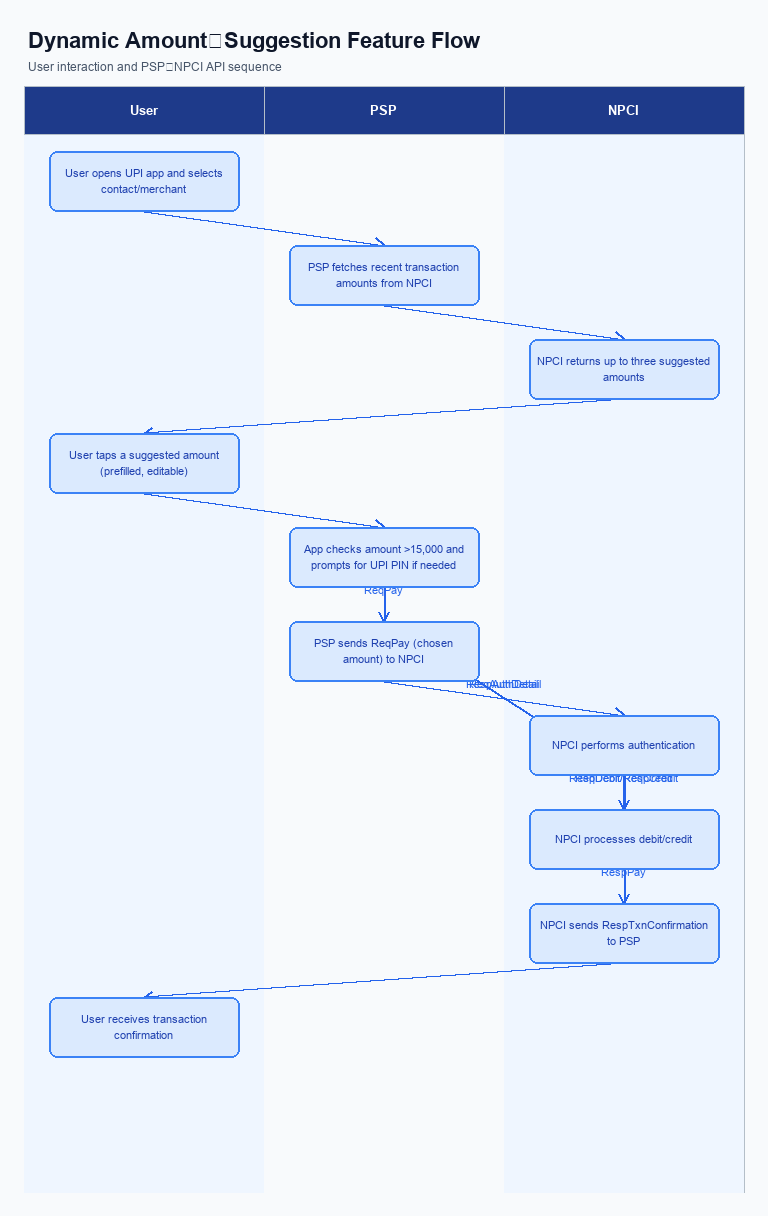 Dynamic Amount□Suggestion Feature Flow
User interaction and PSP□NPCI API sequence
User
PSP
NPCI
User opens UPI app and selects
contact/merchant
PSP fetches recent transaction
amounts from NPCI
NPCI returns up to three suggested
amounts
User taps a suggested amount
(prefilled, editable)
App checks amount >15,000 and
prompts for UPI PIN if needed
ReqPay
PSP sends ReqPay (chosen
amount) to NPCI
NPCI performs authentication
NPCI processes debit/credit
RespPay
NPCI sends RespTxnConfirmation
to PSP
User receives transaction
confirmation